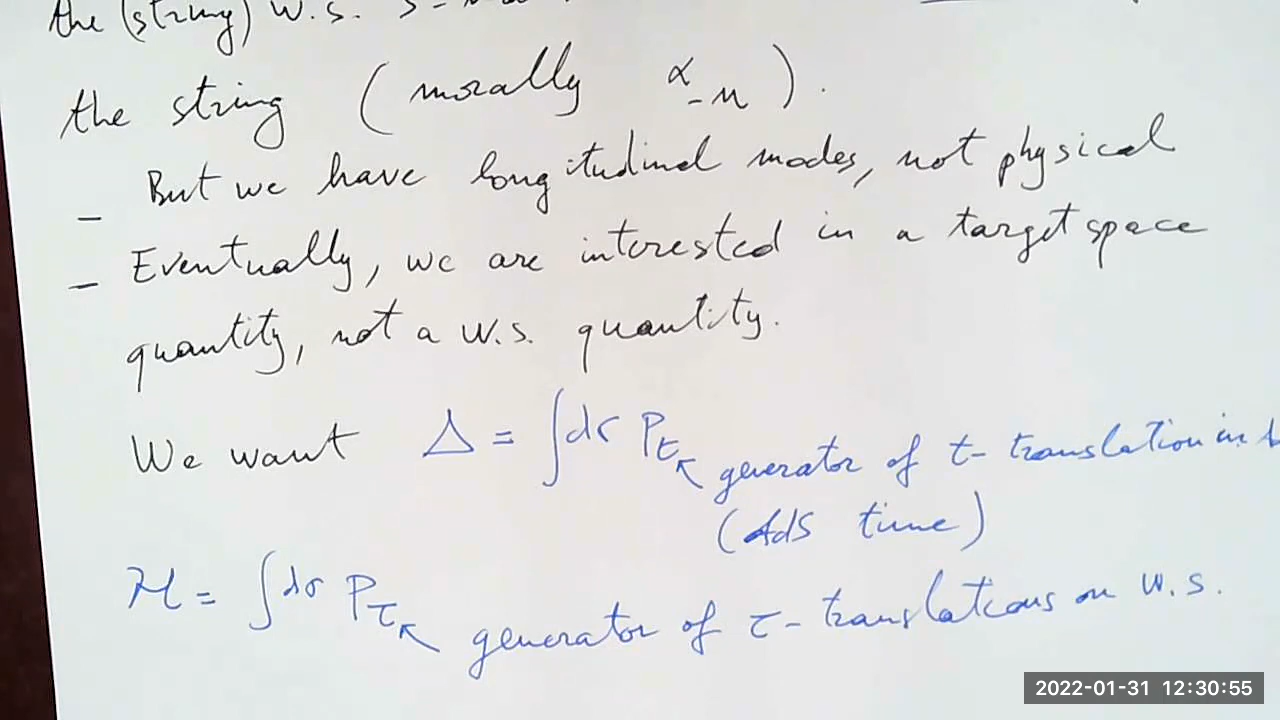 the (string) W.S.
the string (morally α_-n).
- But we have longitudinal modes, not physical
- Eventually, we are interested in a target space
quantity, not a W.S. quantity.
We want Δ = ∫dσ P_t ↖ generator of t-translation in
(AdS time)
H = ∫dσ P_τ ↖ generator of τ-translations on W.S.
2022-01-31 12:30:55